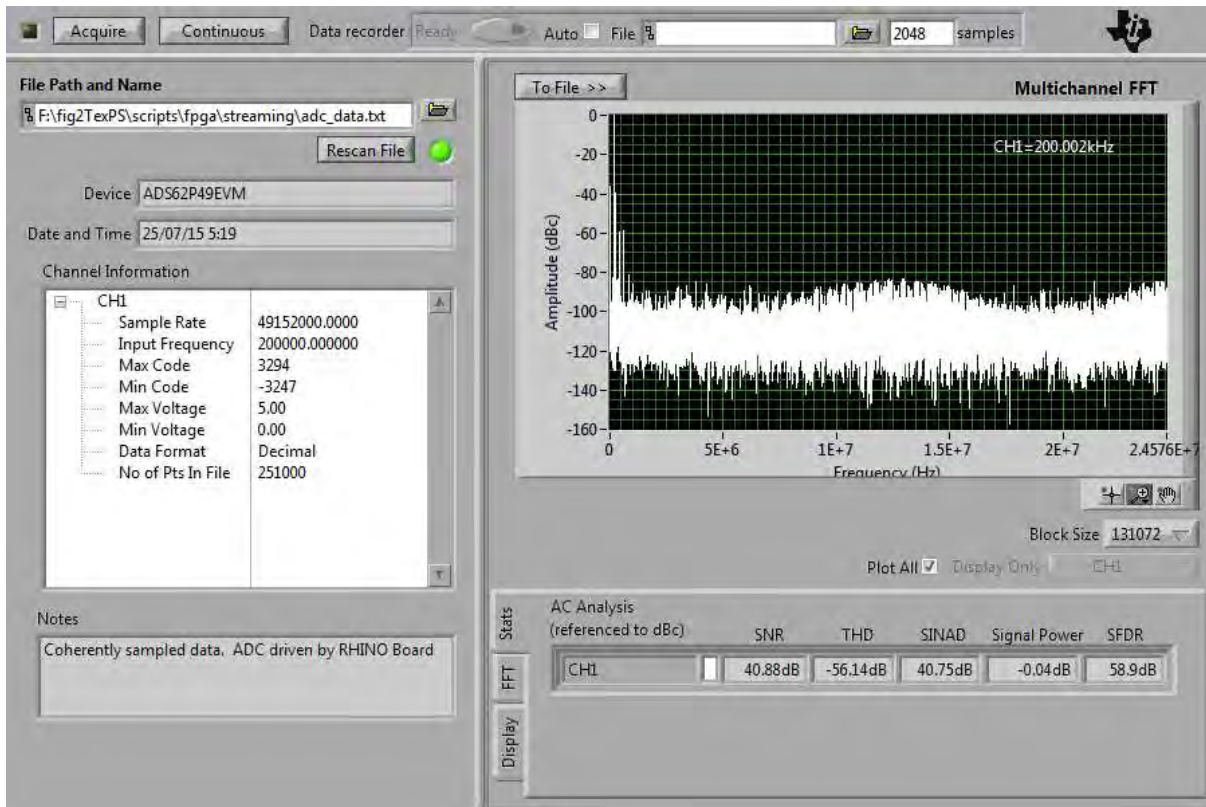 Acquire Continuous Data recorder Ready Auto File 2048 samples
File Path and Name
F:\fig2TexPS\scripts\fpga\streaming\adc_data.txt
Rescan File
Device ADS62P49EVM
Date and Time 25/07/15 5:19
Channel Information
CH1
Sample Rate 49152000.0000
Input Frequency 200000.000000
Max Code 3294
Min Code -3247
Max Voltage 5.00
Min Voltage 0.00
Data Format Decimal
No of Pts In File 251000
Notes
Coherently sampled data. ADC driven by RHINO Board
To File >> Multichannel FFT
CH1=200.002kHz
Amplitude (dBc)
0
-20
-40
-60
-80
-100
-120
-140
-160
0 5E+6 1E+7 1.5E+7 2E+7 2.4576E+7
Frequency (Hz)
Block Size 131072
Plot All Display Only CH1
Stats
FFT
Display
AC Analysis
(referenced to dBc) SNR THD SINAD Signal Power SFDR
CH1 40.88dB -56.14dB 40.75dB -0.04dB 58.9dB